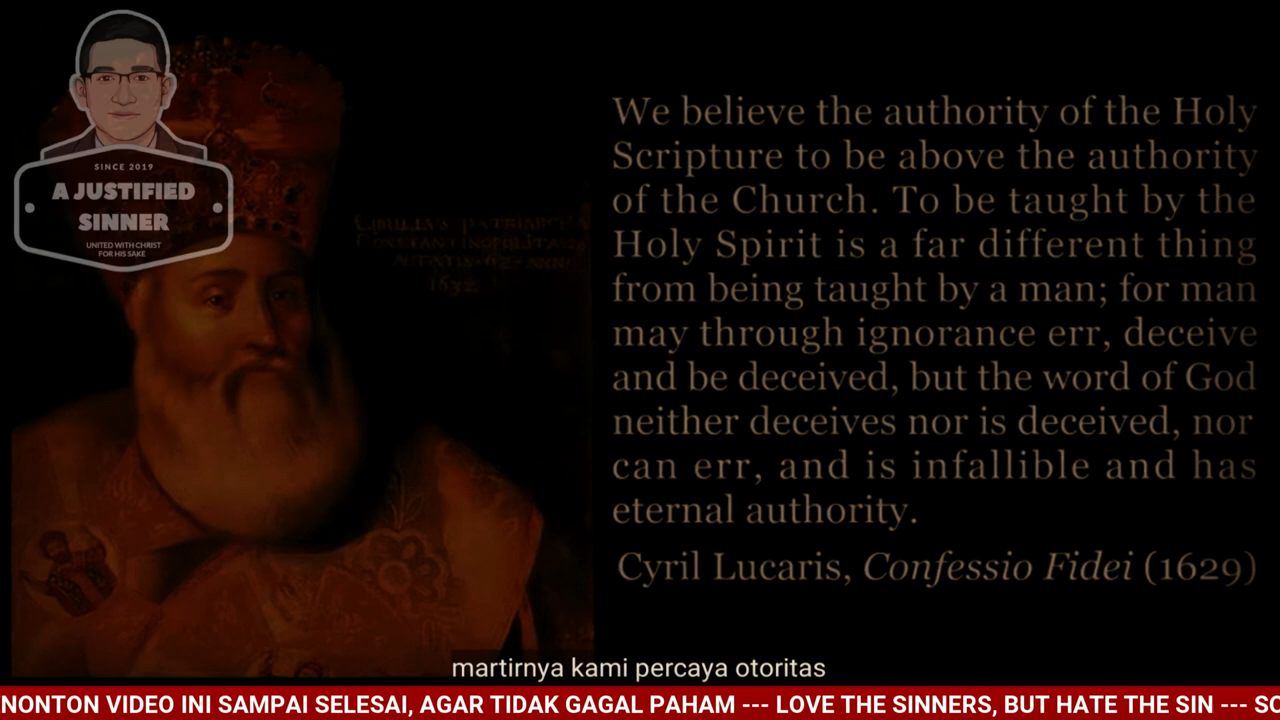 SINCE 2019
A JUSTIFIED
SINNER
UNITED WITH CHRIST
FOR HIS SAKE
We believe the authority of the Holy
Scripture to be above the authority
of the Church. To be taught by the
Holy Spirit is a far different thing
from being taught by a man; for man
may through ignorance err, deceive
and be deceived, but the word of God
neither deceives nor is deceived, nor
can err, and is infallible and has
eternal authority.
Cyril Lucaris, Confessio Fidei (1629)
martirnya kami percaya otoritas
NONTON VIDEO INI SAMPAI SELESAI, AGAR TIDAK GAGAL PAHAM --- LOVE THE SINNERS, BUT HATE THE SIN --- SO